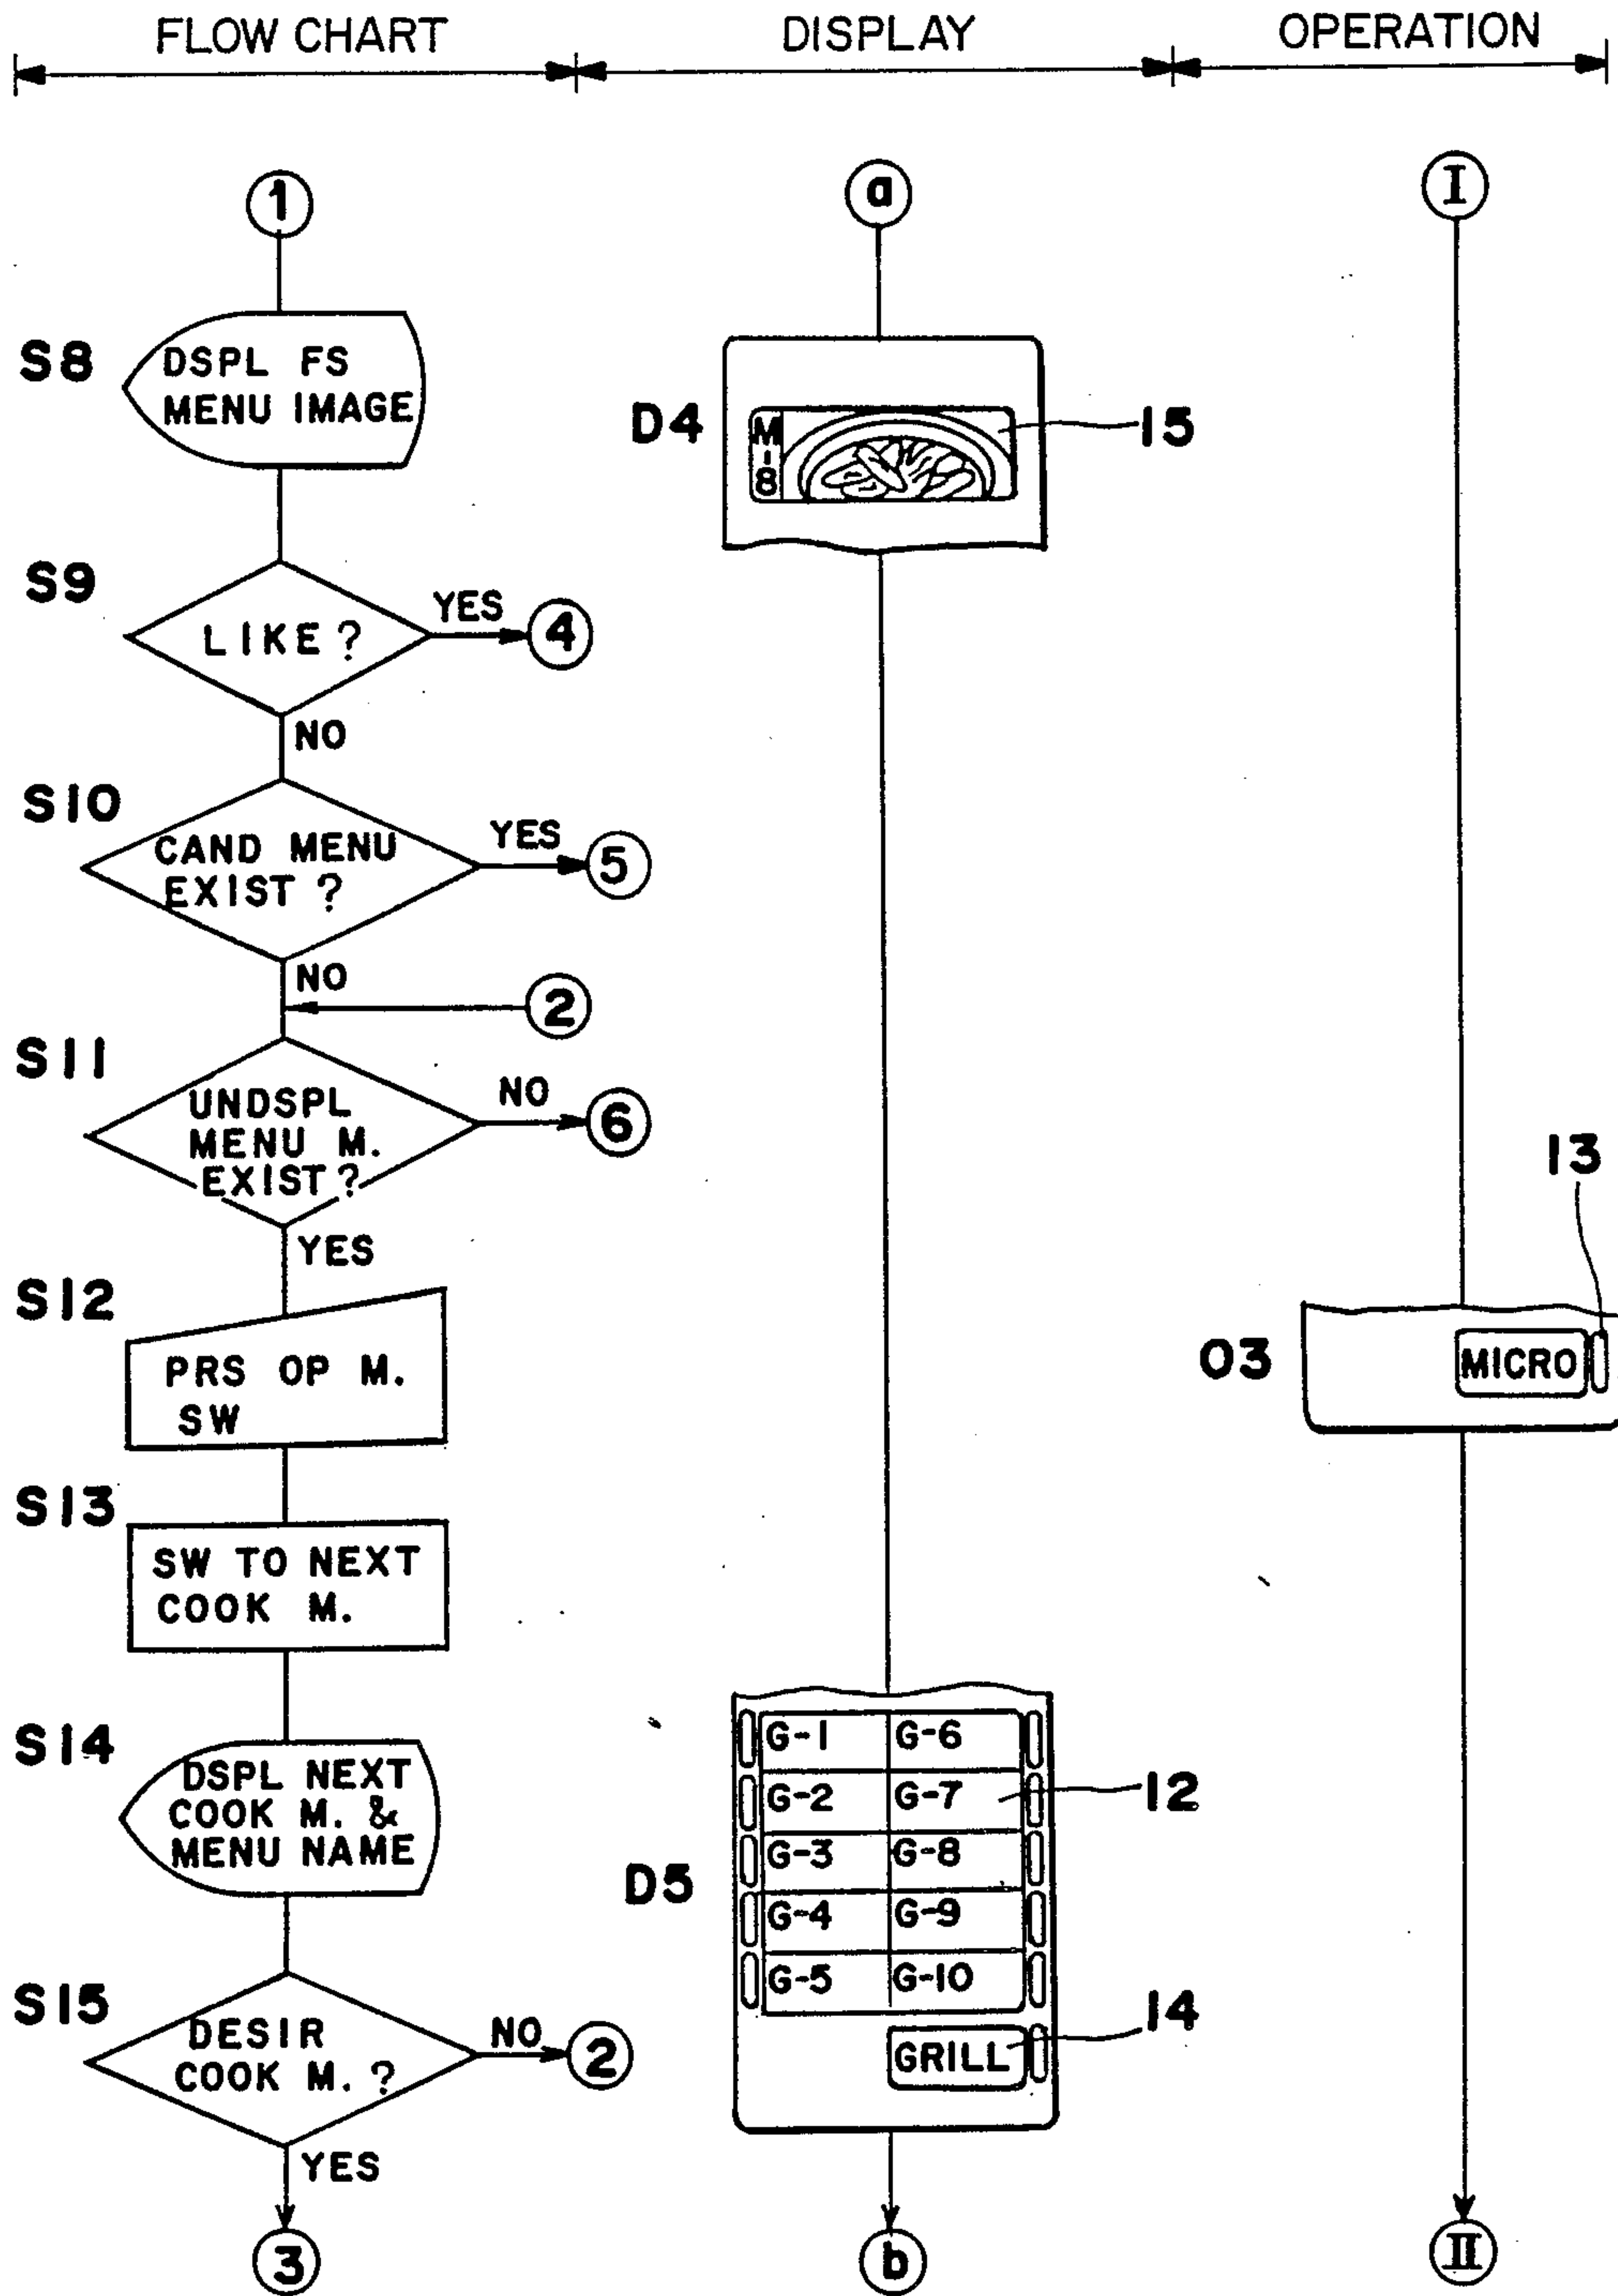 FLOW CHART
DISPLAY
OPERATION
1
a
I
S8
DSPL FS
MENU IMAGE
D4
M-8
15
S9
LIKE?
YES
4
NO
S10
CAND MENU
EXIST ?
YES
5
NO
2
S11
UNDSPL
MENU M.
EXIST?
NO
6
YES
13
S12
PRS OP M.
SW
O3
MICRO
S13
SW TO NEXT
COOK M.
S14
DSPL NEXT
COOK M. &
MENU NAME
D5
G-1
G-6
G-2
G-7
12
G-3
G-8
G-4
G-9
G-5
G-10
GRILL
14
S15
DESIR
COOK M. ?
NO
2
YES
3
b
II